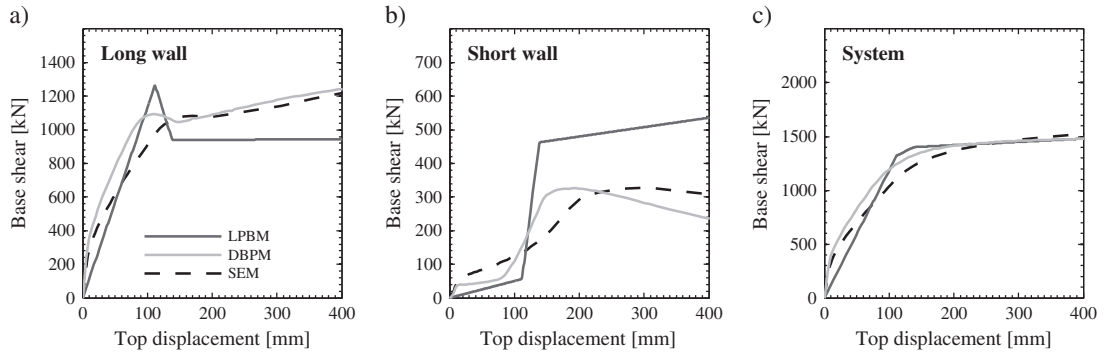 a)
Long wall
1400
1200
1000
800
600
400
200
0
Base shear [kN]
LPBM
DBPM
SEM
0 100 200 300 400
Top displacement [mm]
b)
Short wall
700
600
500
400
300
200
100
0
Base shear [kN]
0 100 200 300 400
Top displacement [mm]
c)
System
2000
1500
1000
500
0
Base shear [kN]
0 100 200 300 400
Top displacement [mm]